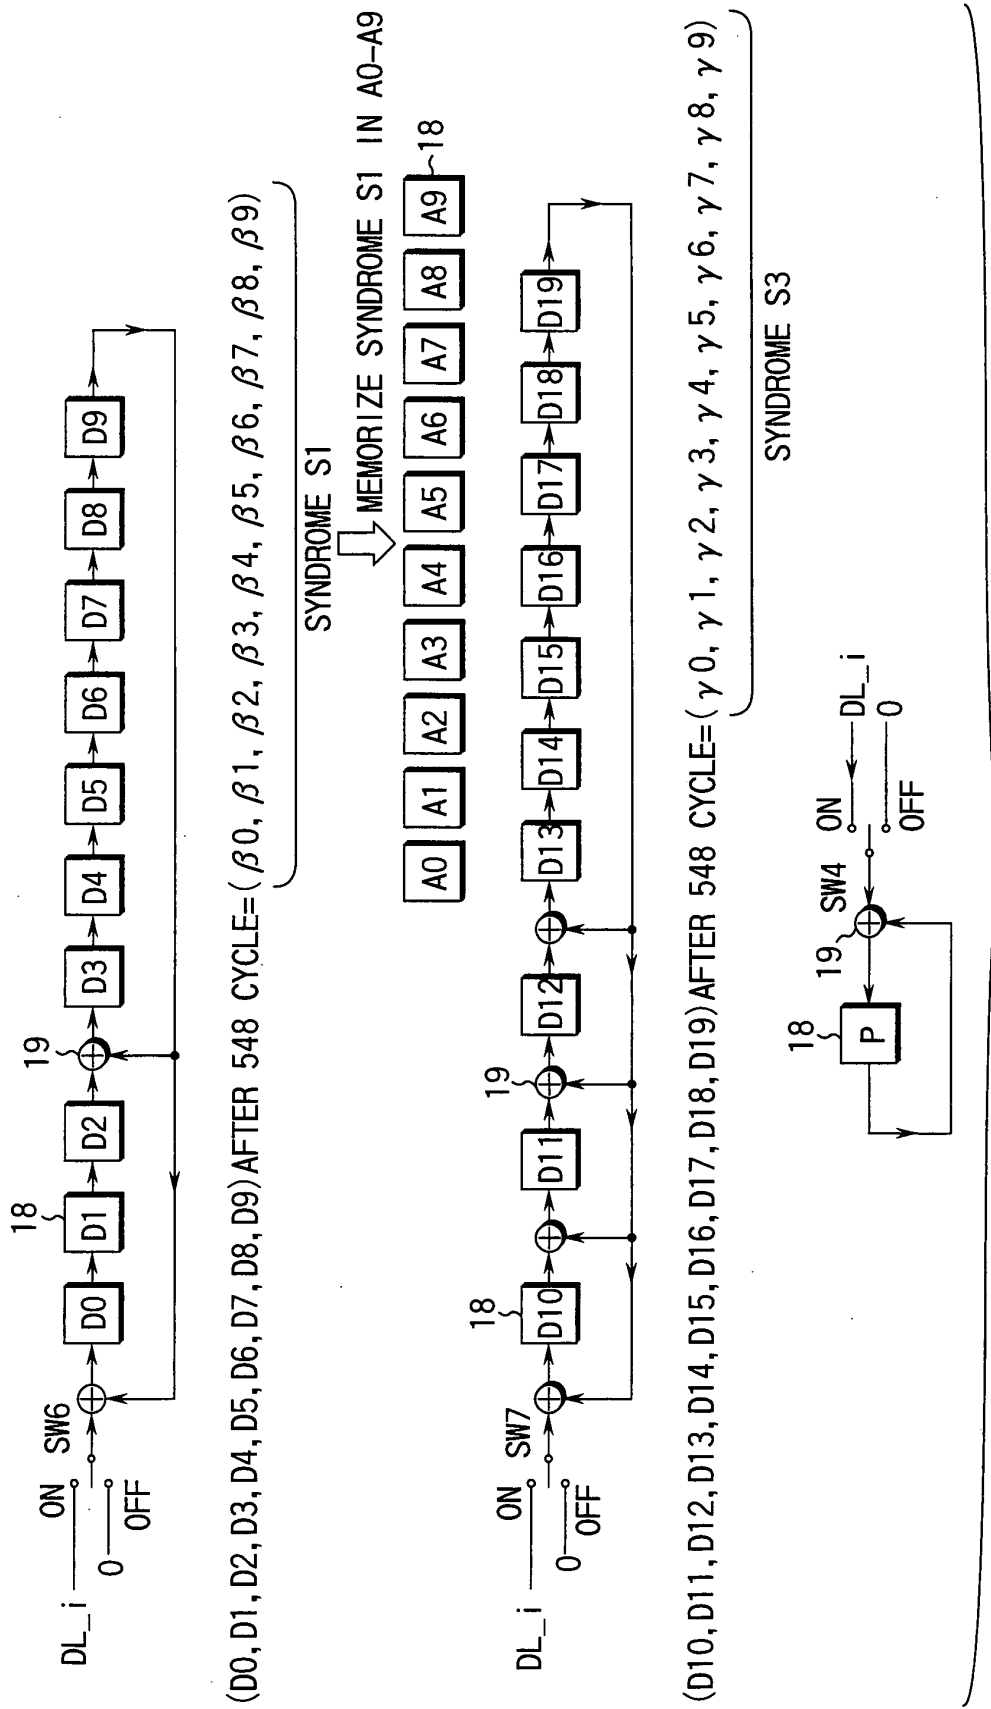 DL_i
ON
0
OFF
SW6
D0
D1
18
D2
19
D3
D4
D5
D6
D7
D8
D9
(D0, D1, D2, D3, D4, D5, D6, D7, D8, D9) AFTER 548 CYCLE=(β0, β1, β2, β3, β4, β5, β6, β7, β8, β9)
SYNDROME S1
MEMORIZE SYNDROME S1 IN A0-A9
A0
A1
A2
A3
A4
A5
A6
A7
A8
A9
18
DL_i
ON
0
OFF
SW7
18
D10
D11
19
D12
D13
D14
D15
D16
D17
D18
D19
(D10, D11, D12, D13, D14, D15, D16, D17, D18, D19) AFTER 548 CYCLE=(γ0, γ1, γ2, γ3, γ4, γ5, γ6, γ7, γ8, γ9)
SYNDROME S3
18
P
19
SW4
ON
OFF
DL_i
0